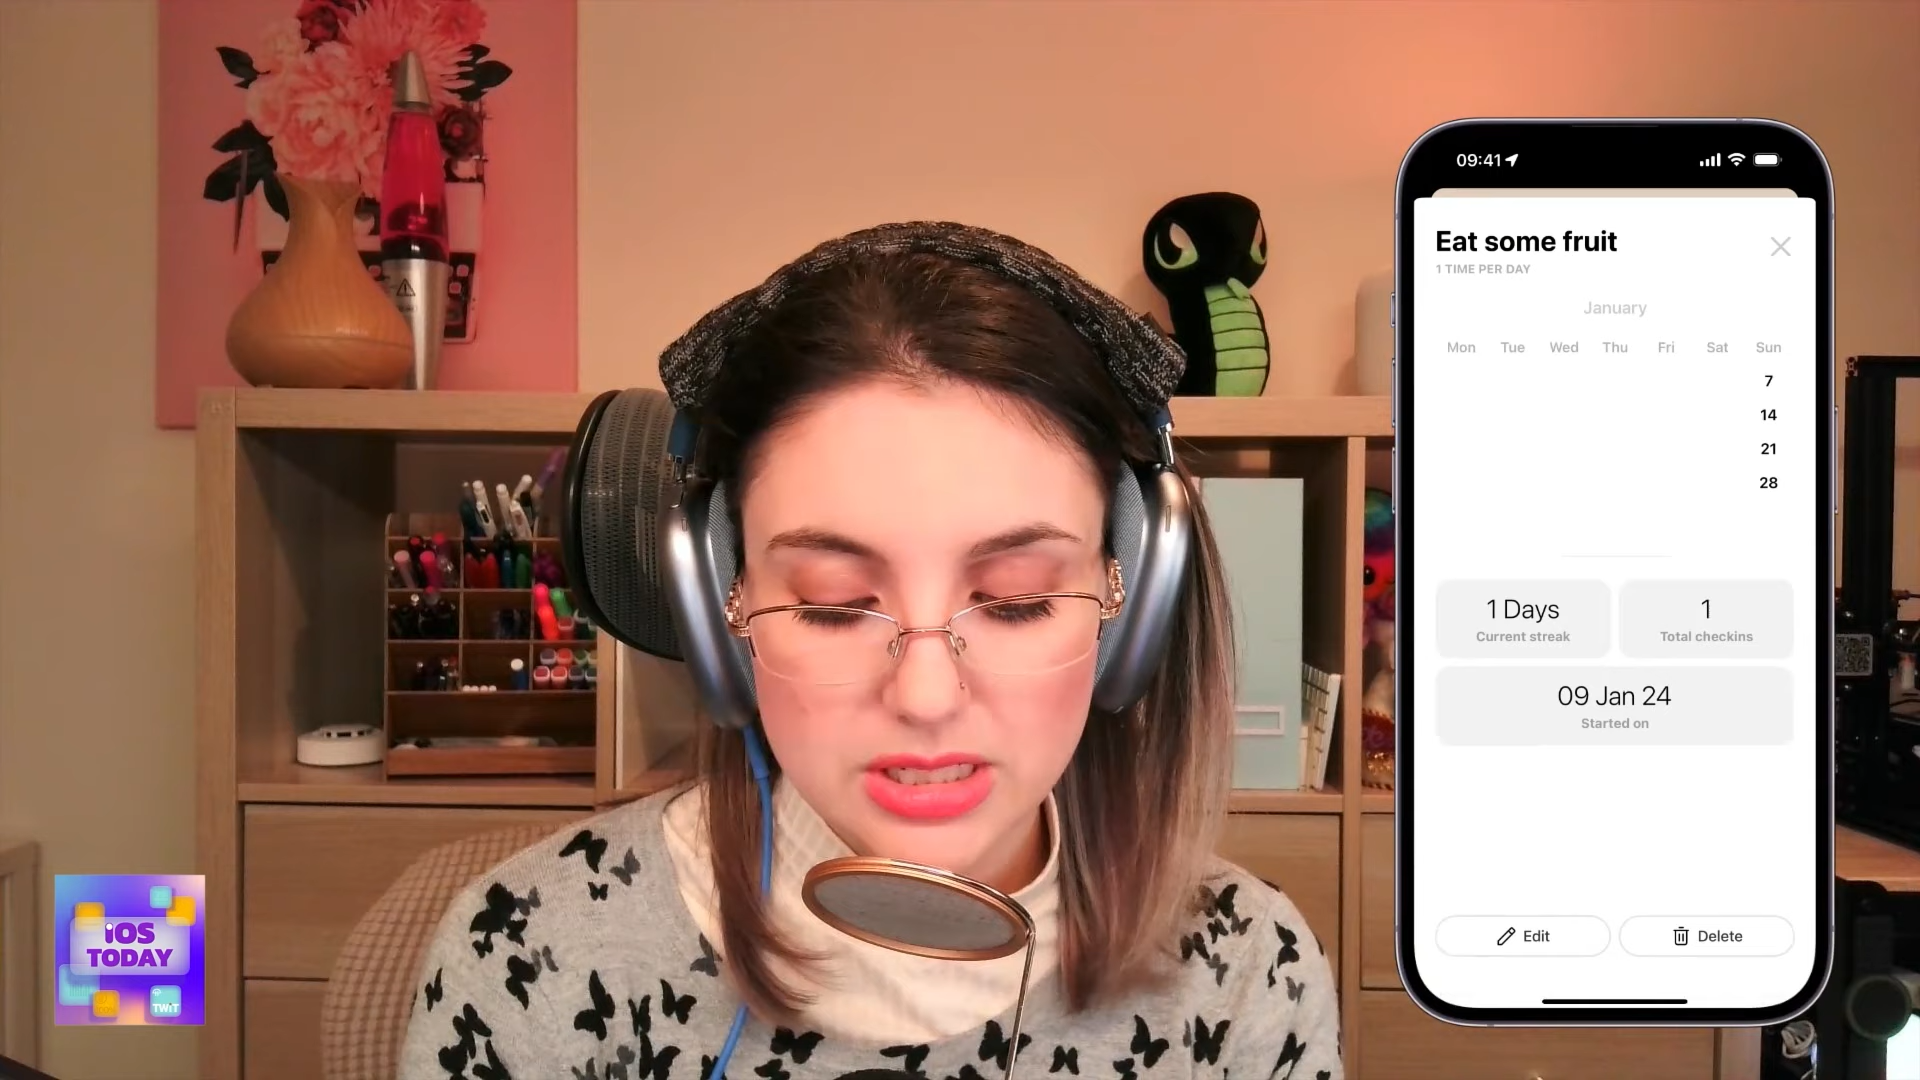 09:41
Eat some fruit
1 TIME PER DAY
January
Mon Tue Wed Thu Fri Sat Sun
7
14
21
28
1 Days
Current streak
1
Total checkins
09 Jan 24
Started on
Edit
Delete
iOS
TODAY
TWiT